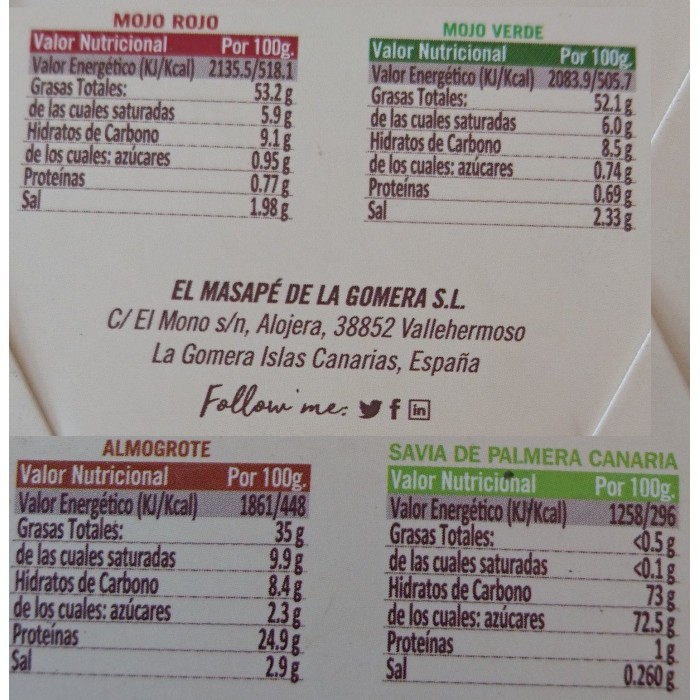 MOJO ROJO
Valor Nutricional Por 100g.
Valor Energético (KJ/Kcal) 2135.5/518.1
Grasas Totales: 53.2 g
de las cuales saturadas 5.9 g
Hidratos de Carbono 9.1 g
de los cuales: azúcares 0.95 g
Proteínas 0.77 g
Sal 1.98 g
MOJO VERDE
Valor Nutricional Por 100g.
Valor Energético (KJ/Kcal) 2083.9/505.7
Grasas Totales: 52.1 g
de las cuales saturadas 6.0 g
Hidratos de Carbono 8.5 g
de los cuales: azúcares 0.74 g
Proteínas 0.69 g
Sal 2.33 g
EL MASAPÉ DE LA GOMERA S.L.
C/ El Mono s/n, Alojera, 38852 Vallehermoso
La Gomera Islas Canarias, España
Follow me: f in
ALMOGROTE
Valor Nutricional Por 100g.
Valor Energético (KJ/Kcal) 1861/448
Grasas Totales: 35 g
de las cuales saturadas 9.9 g
Hidratos de Carbono 8.4 g
de los cuales: azúcares 2.3 g
Proteínas 24.9 g
Sal 2.9 g
SAVIA DE PALMERA CANARIA
Valor Nutricional Por 100g.
Valor Energético (KJ/Kcal) 1258/296
Grasas Totales: <0.5 g
de las cuales saturadas <0.1 g
Hidratos de Carbono 73 g
de los cuales: azúcares 72.5 g
Proteínas 1 g
Sal 0.260 g